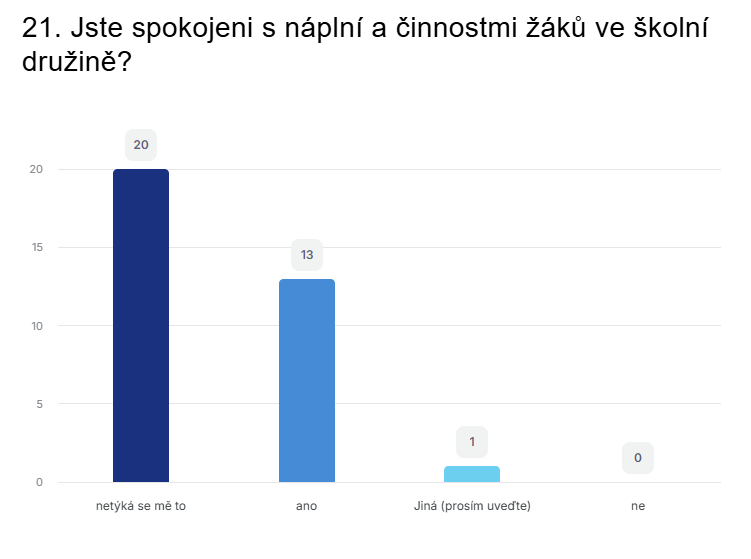 21. Jste spokojeni s náplní a činnostmi žáků ve školní
družině?
20
20
15
13
10
5
1
0
0
netýká se mě to
ano
Jiná (prosím uveďte)
ne